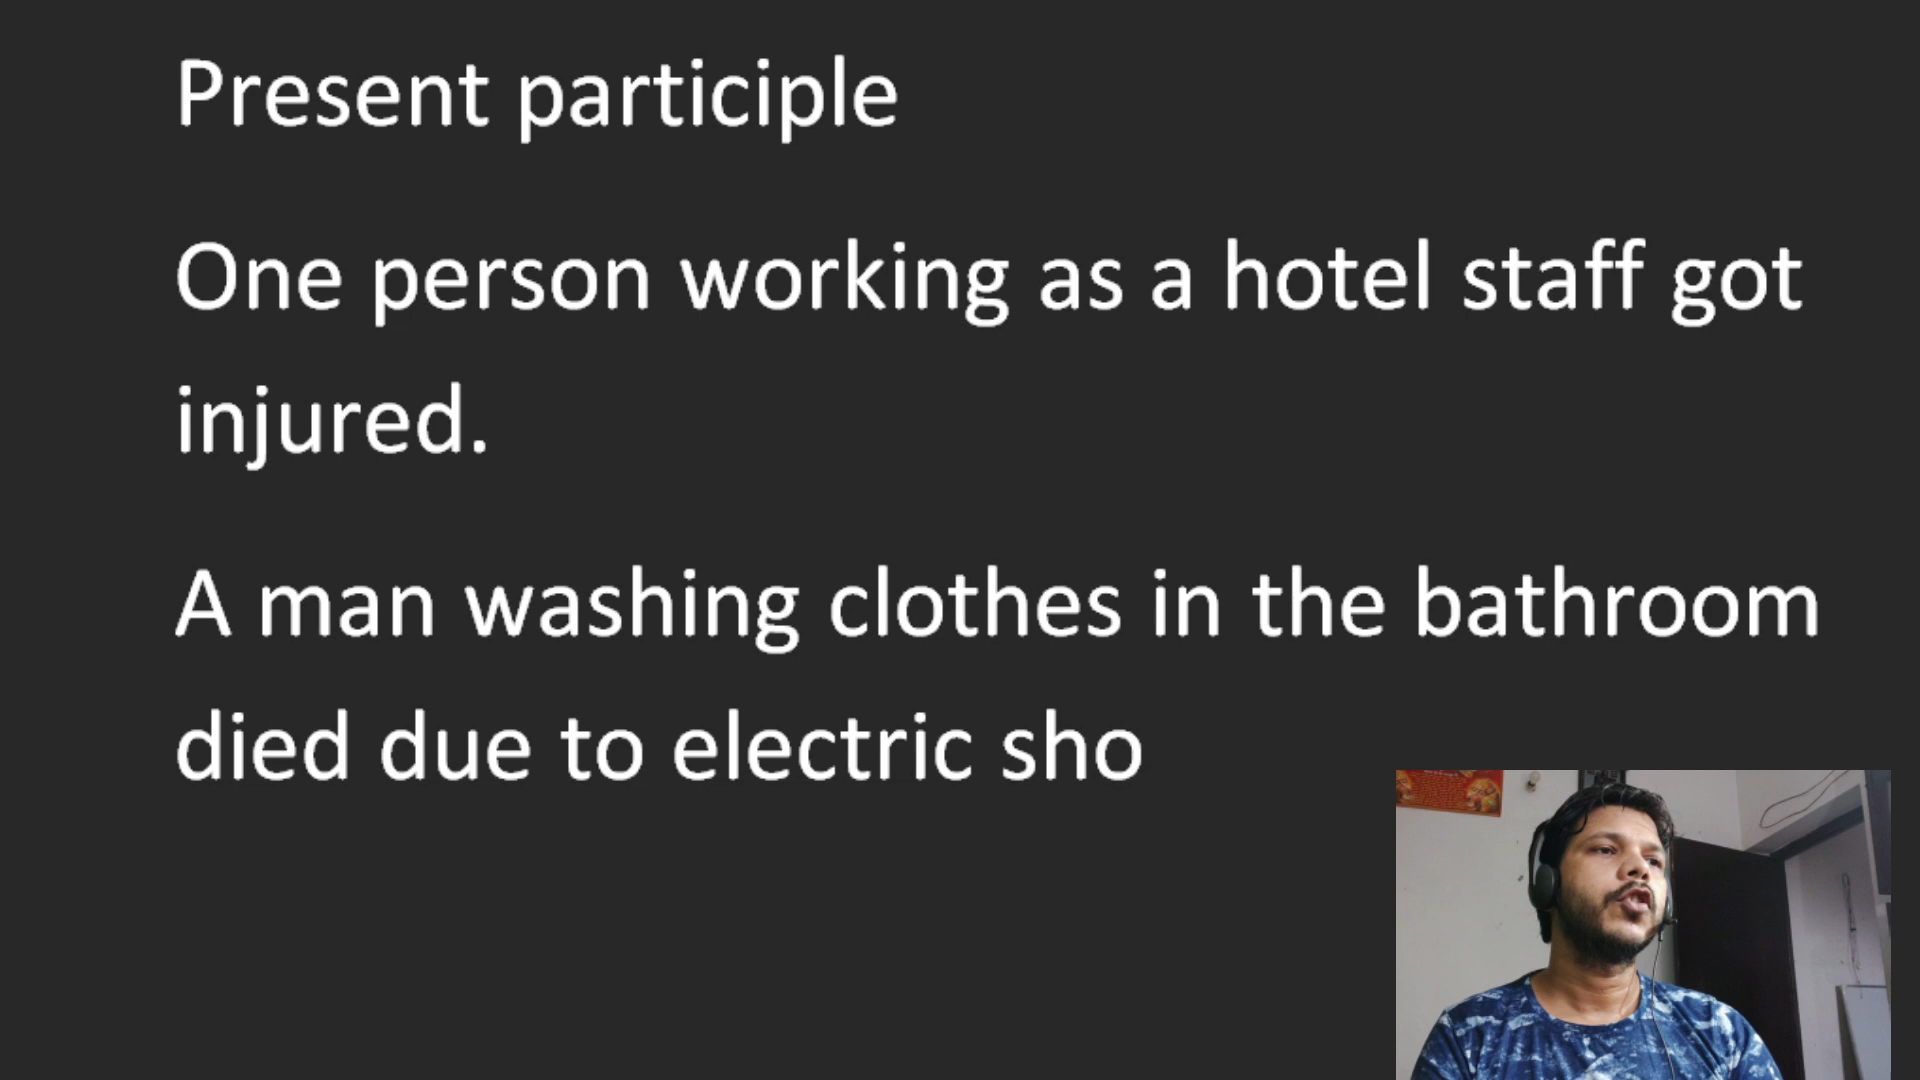 Present participle
One person working as a hotel staff got
injured.
A man washing clothes in the bathroom
died due to electric sho